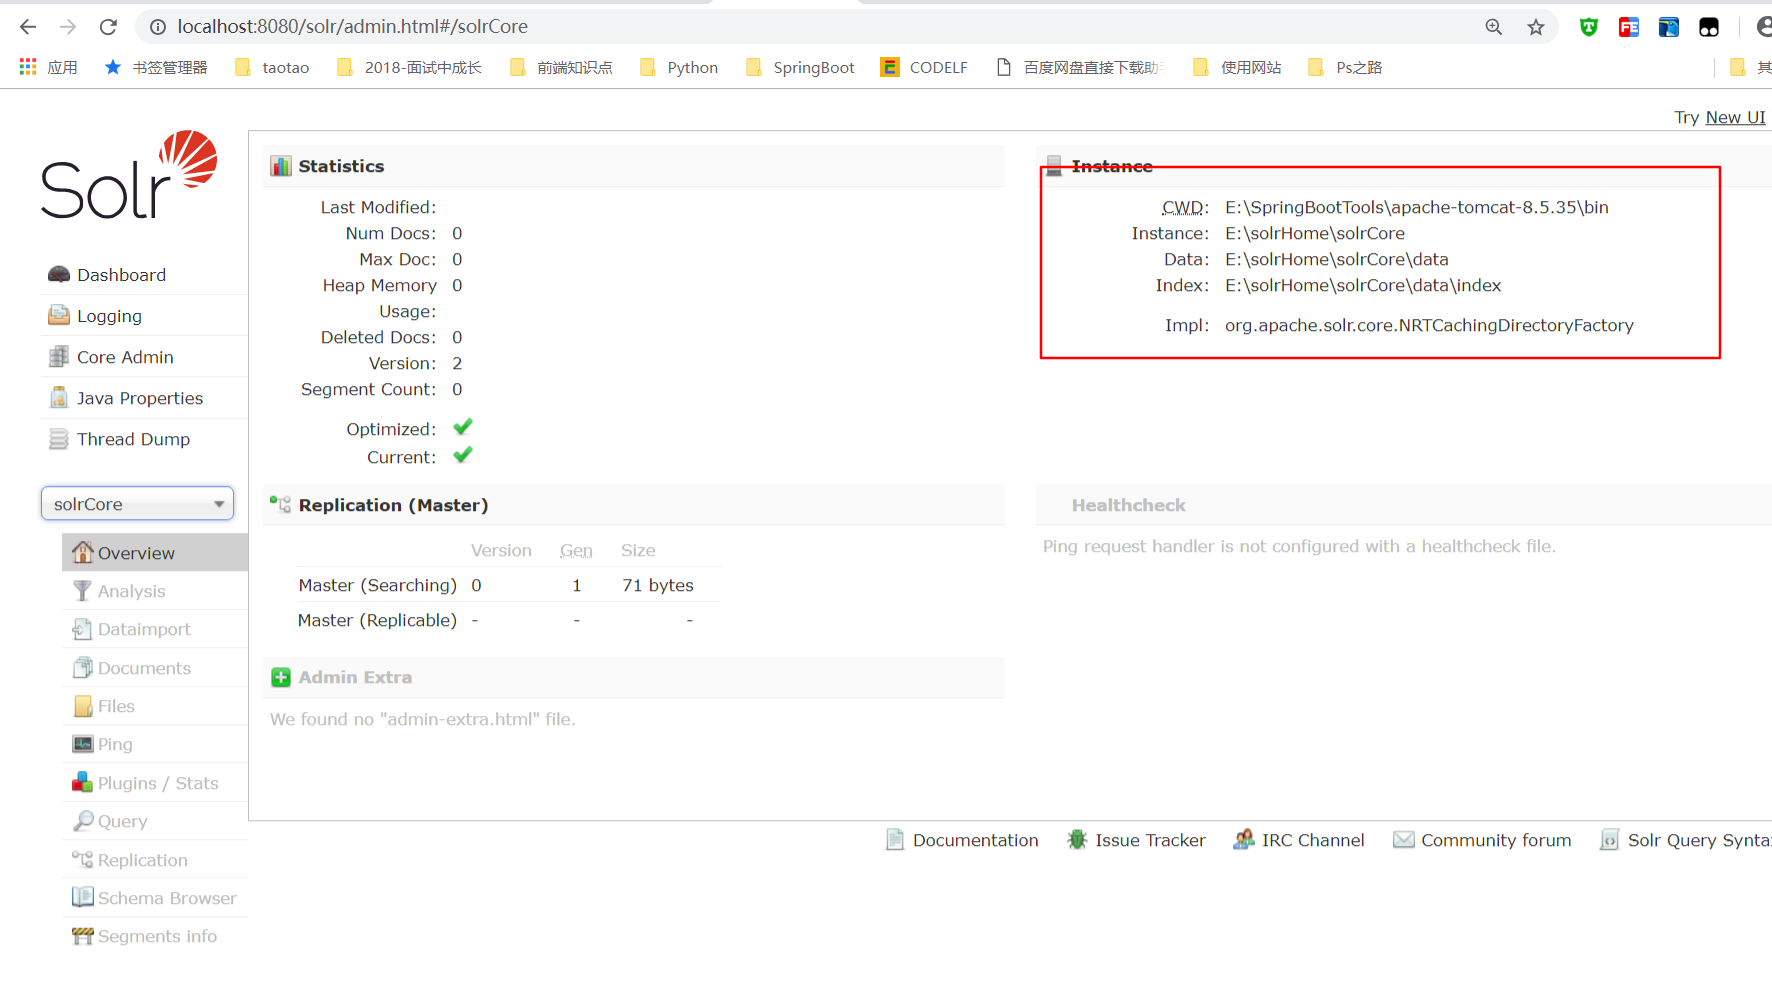 localhost:8080/solr/admin.html#/solrCore
应用 书签管理器 taotao 2018-面试中成长 前端知识点 Python SpringBoot CODELF 百度网盘直接下载助 使用网站 Ps之路
Try New UI
Solr
Dashboard
Logging
Core Admin
Java Properties
Thread Dump
solrCore
Overview
Analysis
Dataimport
Documents
Files
Ping
Plugins / Stats
Query
Replication
Schema Browser
Segments info
Statistics
Last Modified:
Num Docs: 0
Max Doc: 0
Heap Memory 0
Usage:
Deleted Docs: 0
Version: 2
Segment Count: 0
Optimized:
Current:
Instance
CWD: E:\SpringBootTools\apache-tomcat-8.5.35\bin
Instance: E:\solrHome\solrCore
Data: E:\solrHome\solrCore\data
Index: E:\solrHome\solrCore\data\index
Impl: org.apache.solr.core.NRTCachingDirectoryFactory
Replication (Master)
Version Gen Size
Master (Searching) 0 1 71 bytes
Master (Replicable) - - -
Healthcheck
Ping request handler is not configured with a healthcheck file.
Admin Extra
We found no "admin-extra.html" file.
Documentation Issue Tracker IRC Channel Community forum Solr Query Synta